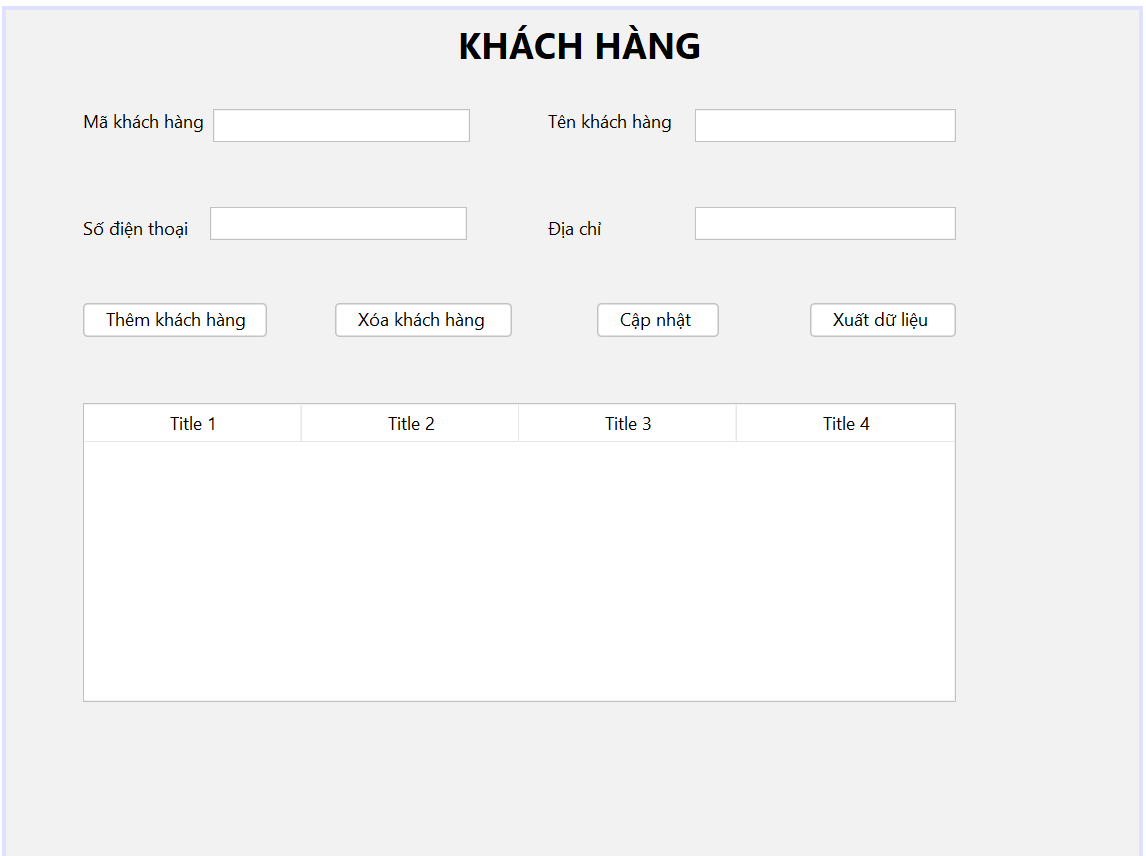 KHÁCH HÀNG
Mã khách hàng Tên khách hàng
Số điện thoại Địa chỉ
Thêm khách hàng Xóa khách hàng Cập nhật Xuất dữ liệu
Title 1 Title 2 Title 3 Title 4